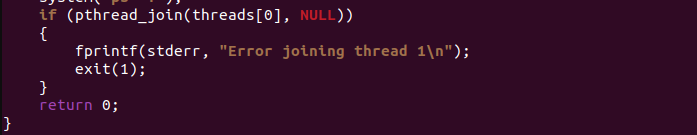 if (pthread_join(threads[0], NULL))
{
fprintf(stderr, "Error joining thread 1\n");
exit(1);
}
return 0;
}